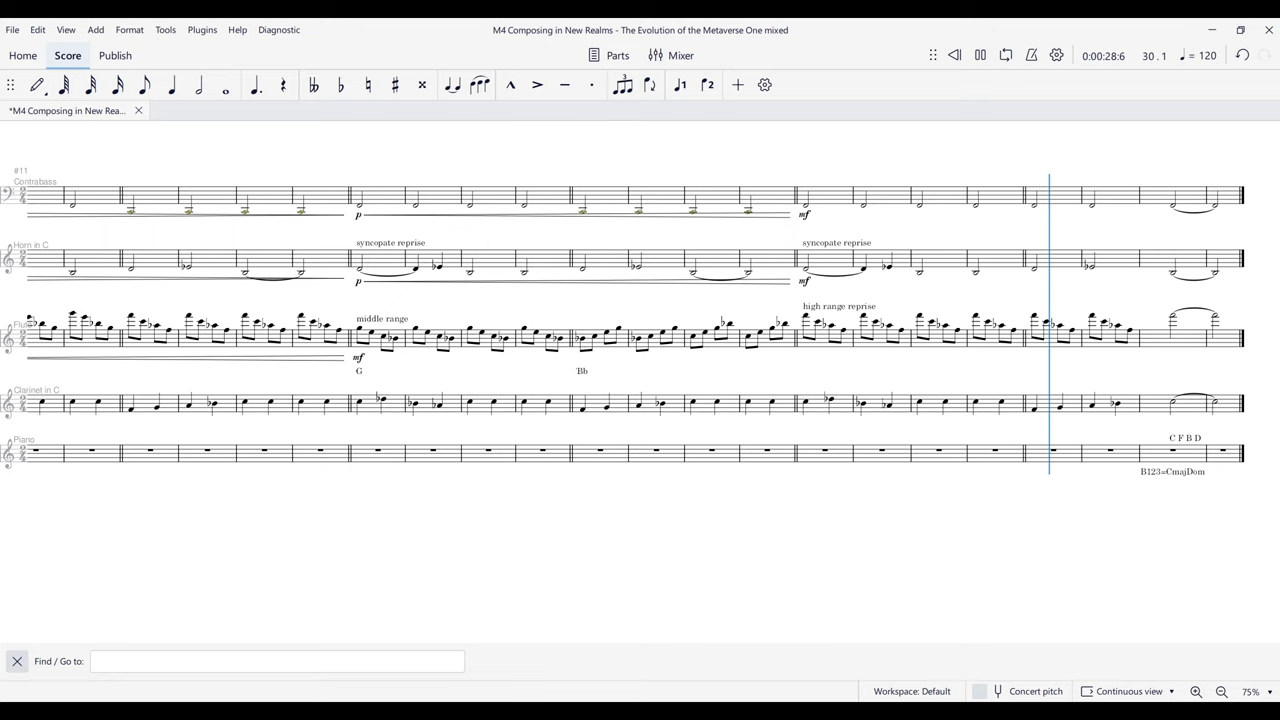 File Edit View Add Format Tools Plugins Help Diagnostic
M4 Composing in New Realms - The Evolution of the Metaverse One mixed
Home Score Publish
Parts Mixer
0:00:28:6 30 . 1 = 120
*M4 Composing in New Rea...
#11
Contrabass
p mf
Horn in C
syncopate reprise syncopate reprise
p mf
high range reprise
Flute
middle range
mf
G Bb
Clarinet in C
Piano
C F B D
B123=CmajDom
Find / Go to:
Workspace: Default Concert pitch Continuous view 75%